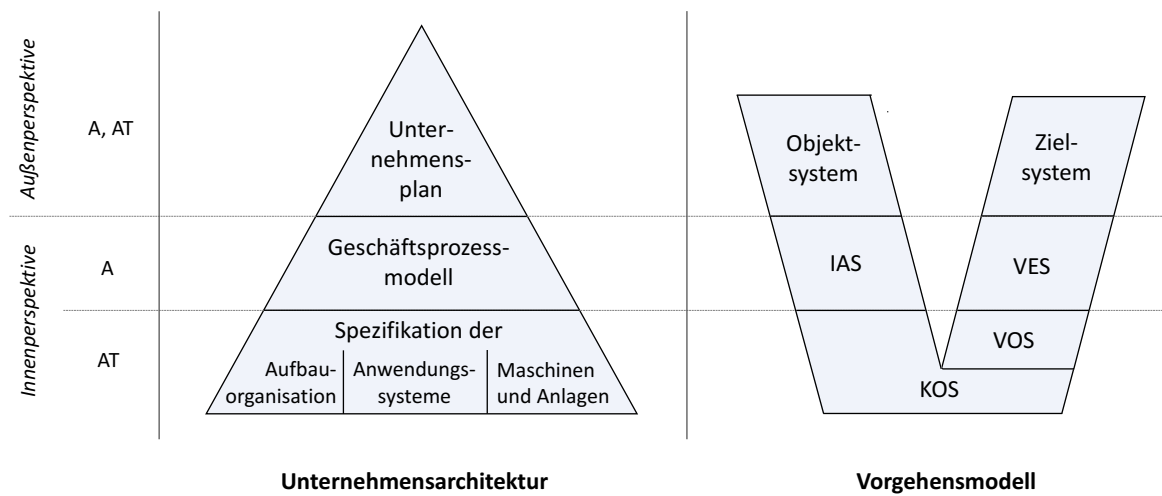 Außenperspektive
A, AT
Innenperspektive
A
AT
Unter-
nehmens-
plan
Geschäftsprozess-
modell
Spezifikation der
Aufbau-
organisation
Anwendungs-
systeme
Maschinen
und Anlagen
Unternehmensarchitektur
Objekt-
system
Ziel-
system
IAS
VES
VOS
KOS
Vorgehensmodell